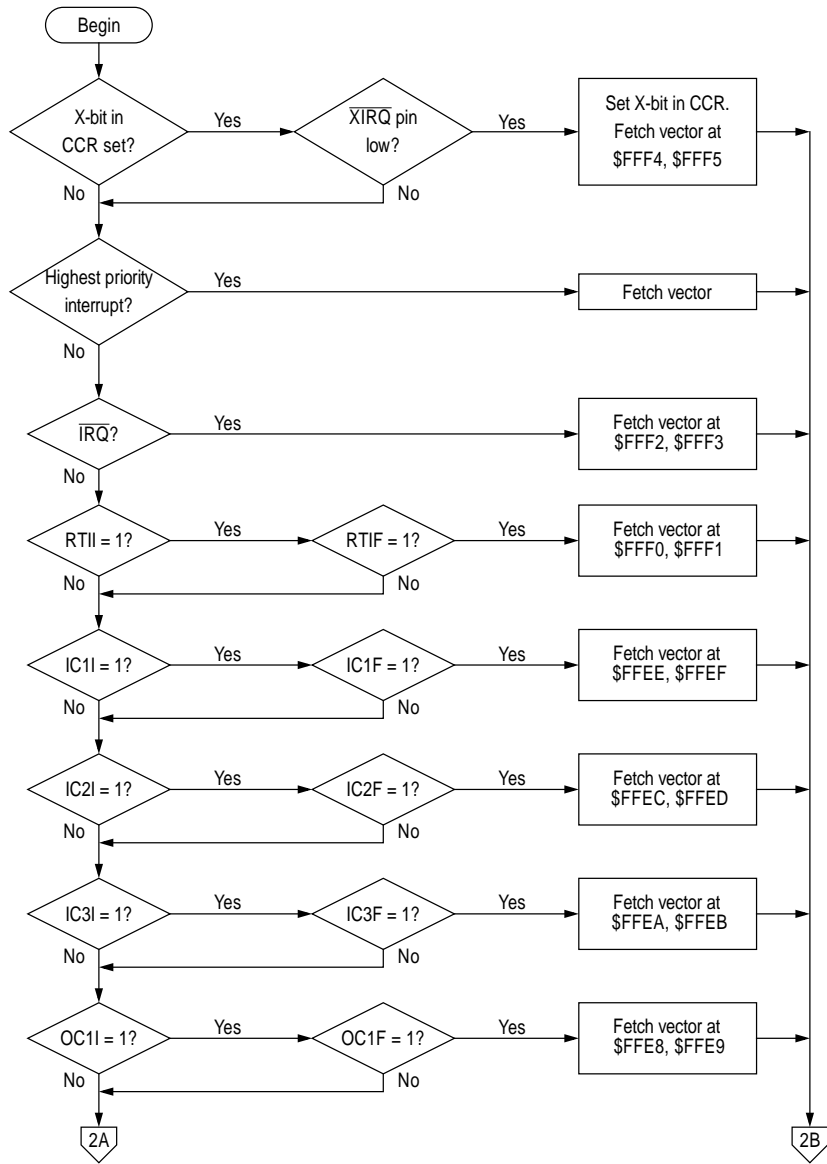 Begin
X-bit in
CCR set?
Yes
XIRQ pin
low?
Yes
Set X-bit in CCR.
Fetch vector at
$FFF4, $FFF5
No
No
Highest priority
interrupt?
Yes
Fetch vector
No
IRQ?
Yes
Fetch vector at
$FFF2, $FFF3
No
RTII = 1?
Yes
RTIF = 1?
Yes
Fetch vector at
$FFF0, $FFF1
No
No
IC1I = 1?
Yes
IC1F = 1?
Yes
Fetch vector at
$FFEE, $FFEF
No
No
IC2I = 1?
Yes
IC2F = 1?
Yes
Fetch vector at
$FFEC, $FFED
No
No
IC3I = 1?
Yes
IC3F = 1?
Yes
Fetch vector at
$FFEA, $FFEB
No
No
OC1I = 1?
Yes
OC1F = 1?
Yes
Fetch vector at
$FFE8, $FFE9
No
No
2A
2B